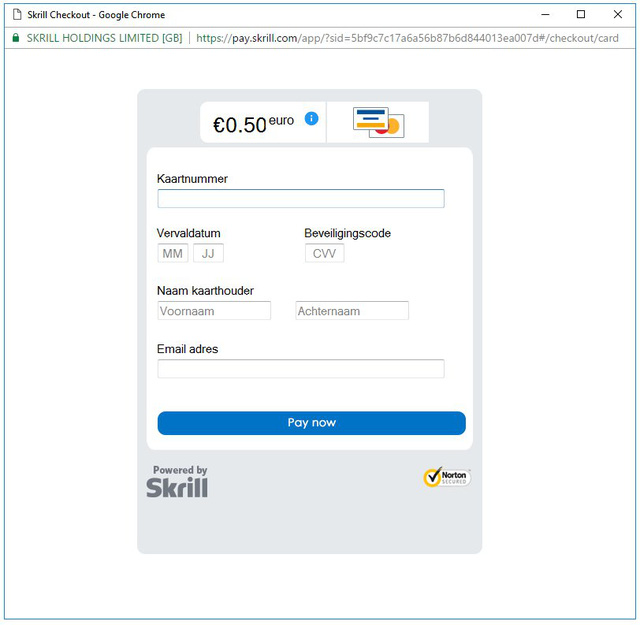 Skrill Checkout - Google Chrome
SKRILL HOLDINGS LIMITED [GB] | https://pay.skrill.com/app/?sid=5bf9c7c17a6a56b87b6d844013ea007d#/checkout/card
€0.50 euro i
Kaartnummer
Vervaldatum Beveiligingscode
MM JJ CVV
Naam kaarthouder
Voornaam Achternaam
Email adres
Pay now
Powered by
Skrill
Norton
SECURED